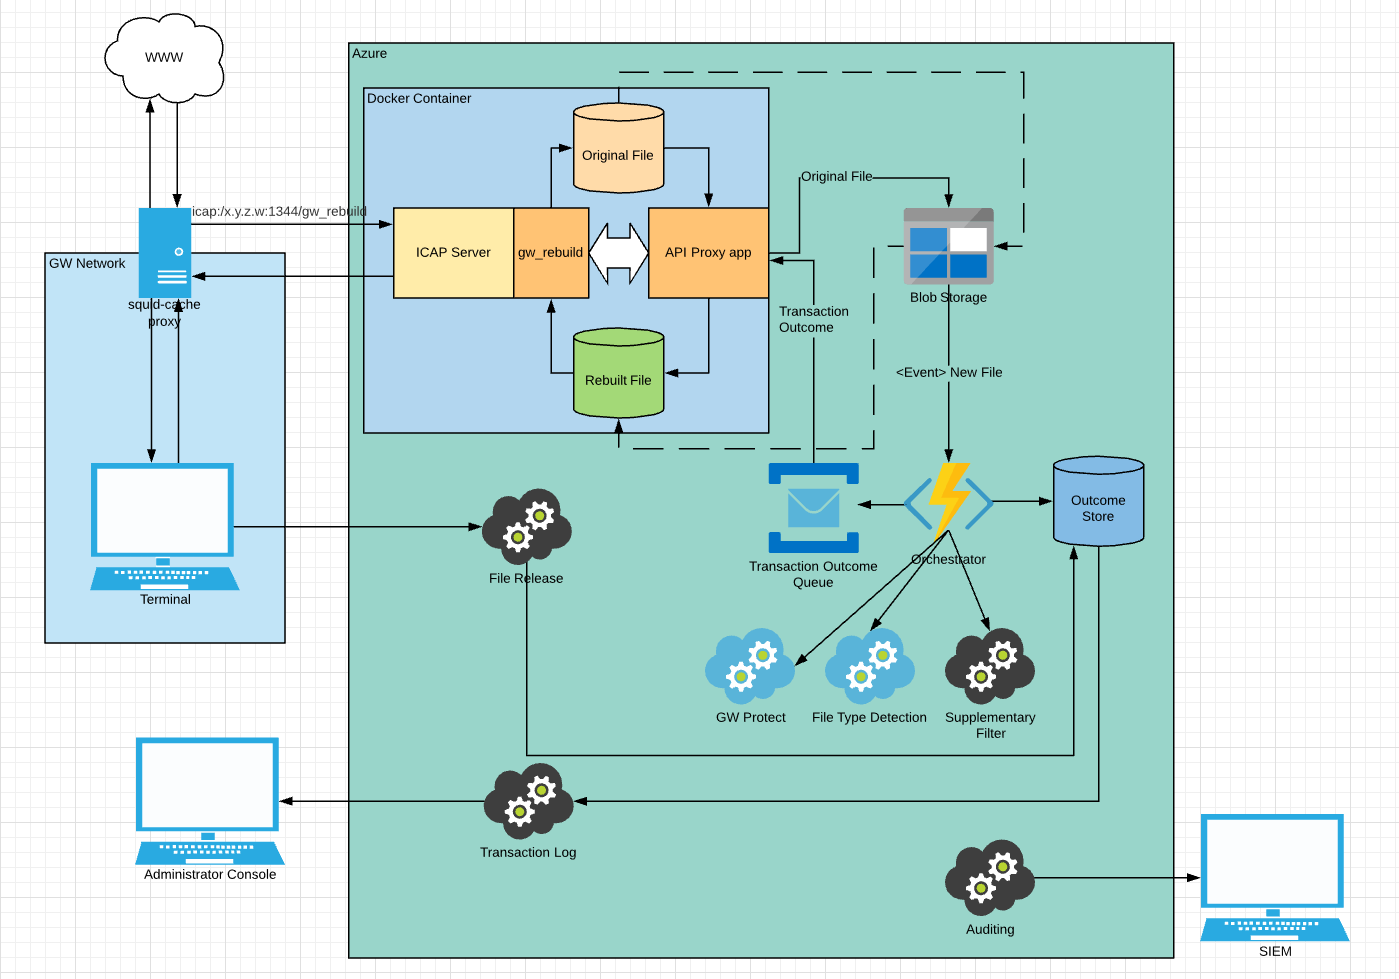 WWW
Azure
Docker Container
Original File
Original File
icap:/x.y.z.w:1344/gw_rebuild
ICAP Server
gw_rebuild
API Proxy app
GW Network
squid-cache
proxy
Blob Storage
Transaction
Outcome
<Event> New File
Rebuilt File
Outcome
Store
Transaction Outcome
Queue
Orchestrator
File Release
Terminal
GW Protect
File Type Detection
Supplementary
Filter
Transaction Log
Administrator Console
Auditing
SIEM